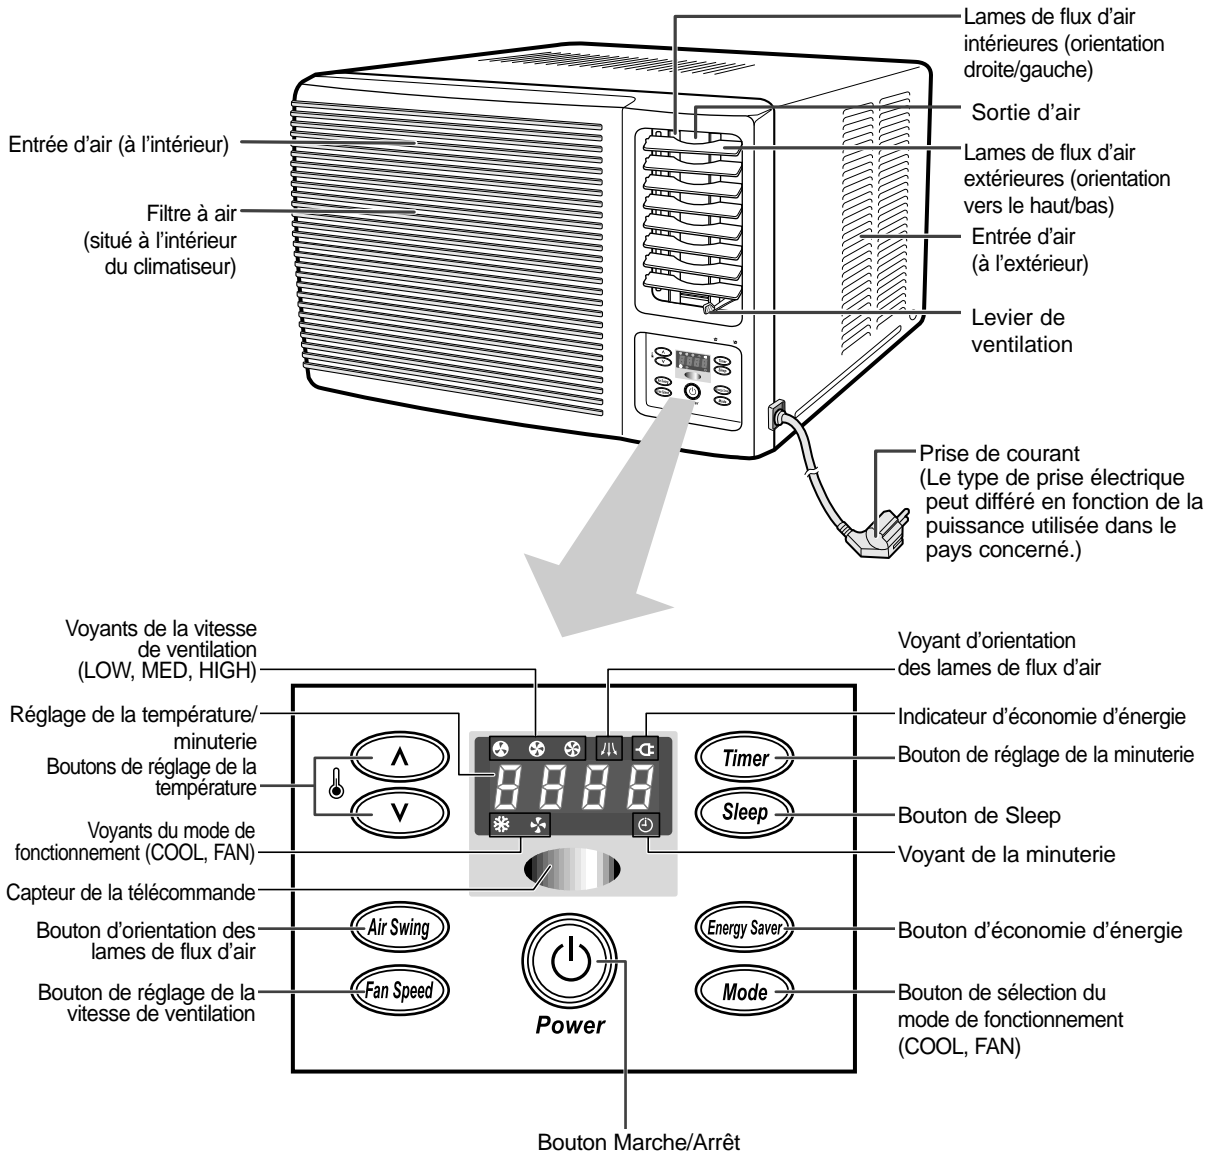 Lames de flux d'air
intérieures (orientation
droite/gauche)
Sortie d'air
Entrée d'air (à l'intérieur)
Lames de flux d'air
extérieures (orientation
vers le haut/bas)
Filtre à air
(situé à l'intérieur
du climatiseur)
Entrée d'air
(à l'extérieur)
Levier de
ventilation
Prise de courant
(Le type de prise électrique
peut différé en fonction de la
puissance utilisée dans le
pays concerné.)
Voyants de la vitesse
de ventilation
(LOW, MED, HIGH)
Voyant d'orientation
des lames de flux d'air
Réglage de la température/
minuterie
Indicateur d'économie d'énergie
Boutons de réglage de la
température
Timer
Bouton de réglage de la minuterie
8888
Sleep
Bouton de Sleep
Voyants du mode de
fonctionnement (COOL, FAN)
Voyant de la minuterie
Capteur de la télécommande
Air Swing
Bouton d'orientation des
lames de flux d'air
Energy Saver
Bouton d'économie d'énergie
Fan Speed
Bouton de réglage de la
vitesse de ventilation
Power
Mode
Bouton de sélection du
mode de fonctionnement
(COOL, FAN)
Bouton Marche/Arrêt